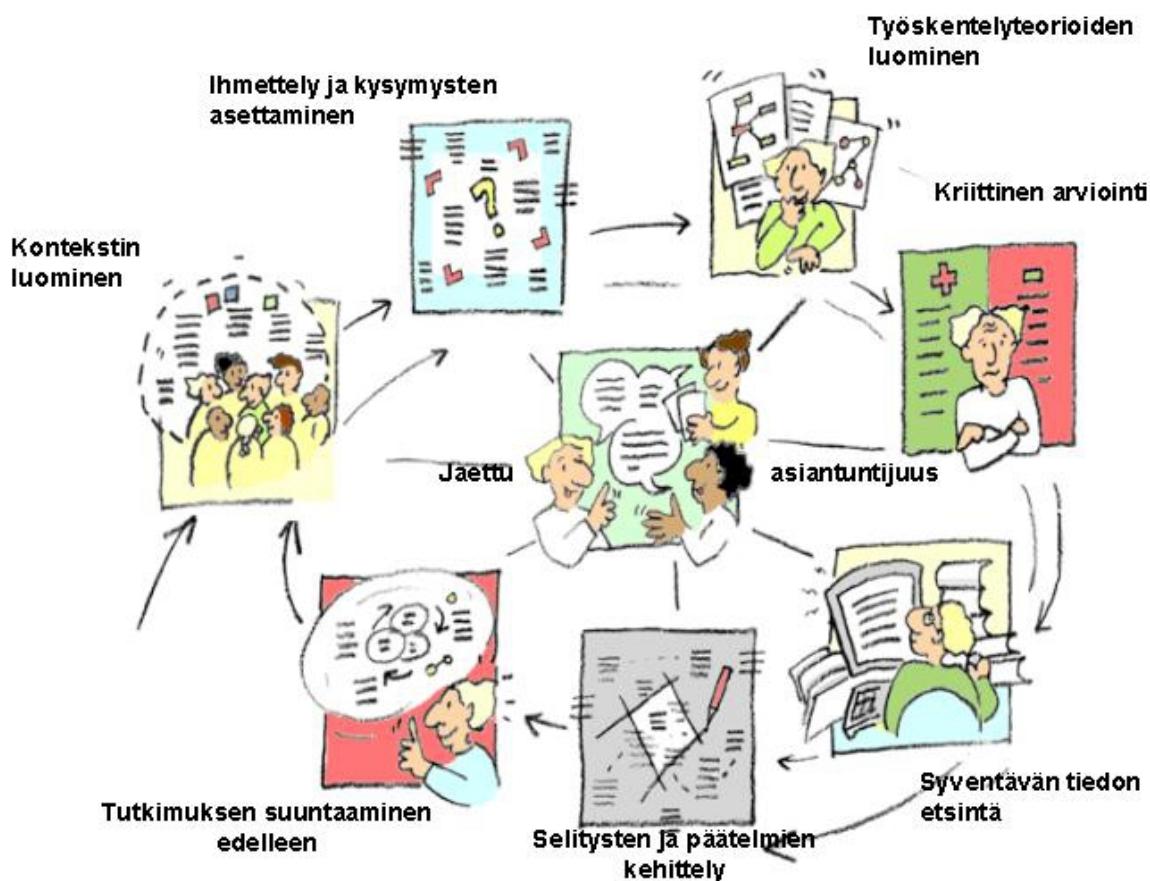 Työskentelyteorioiden
luominen
Ihmettely ja kysymysten
asettaminen
Kriittinen arviointi
Kontekstin
luominen
?
Jaettu
asiantuntijuus
Syventävän tiedon
etsintä
Tutkimuksen suuntaaminen
edelleen
Selitysten ja päätelmien
kehittely